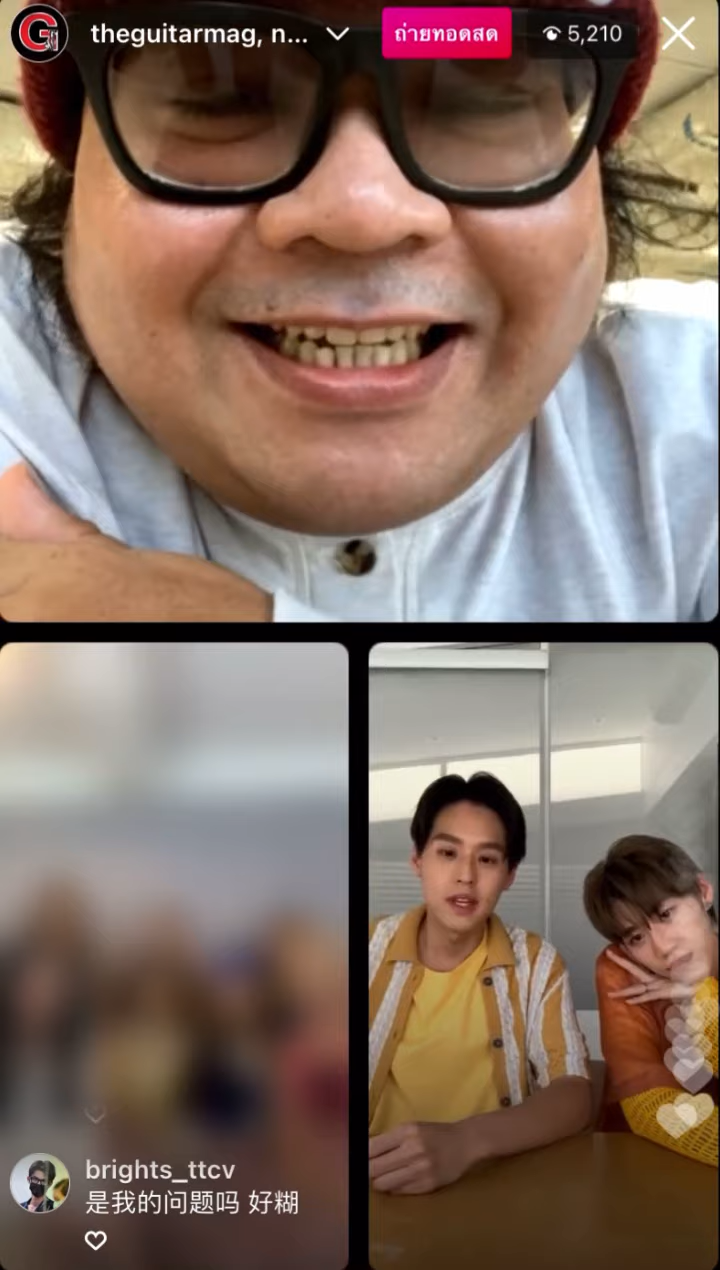 theguitarmag, n...
ถ่ายทอดสด
5,210
brights_ttcv
是我的问题吗 好糊